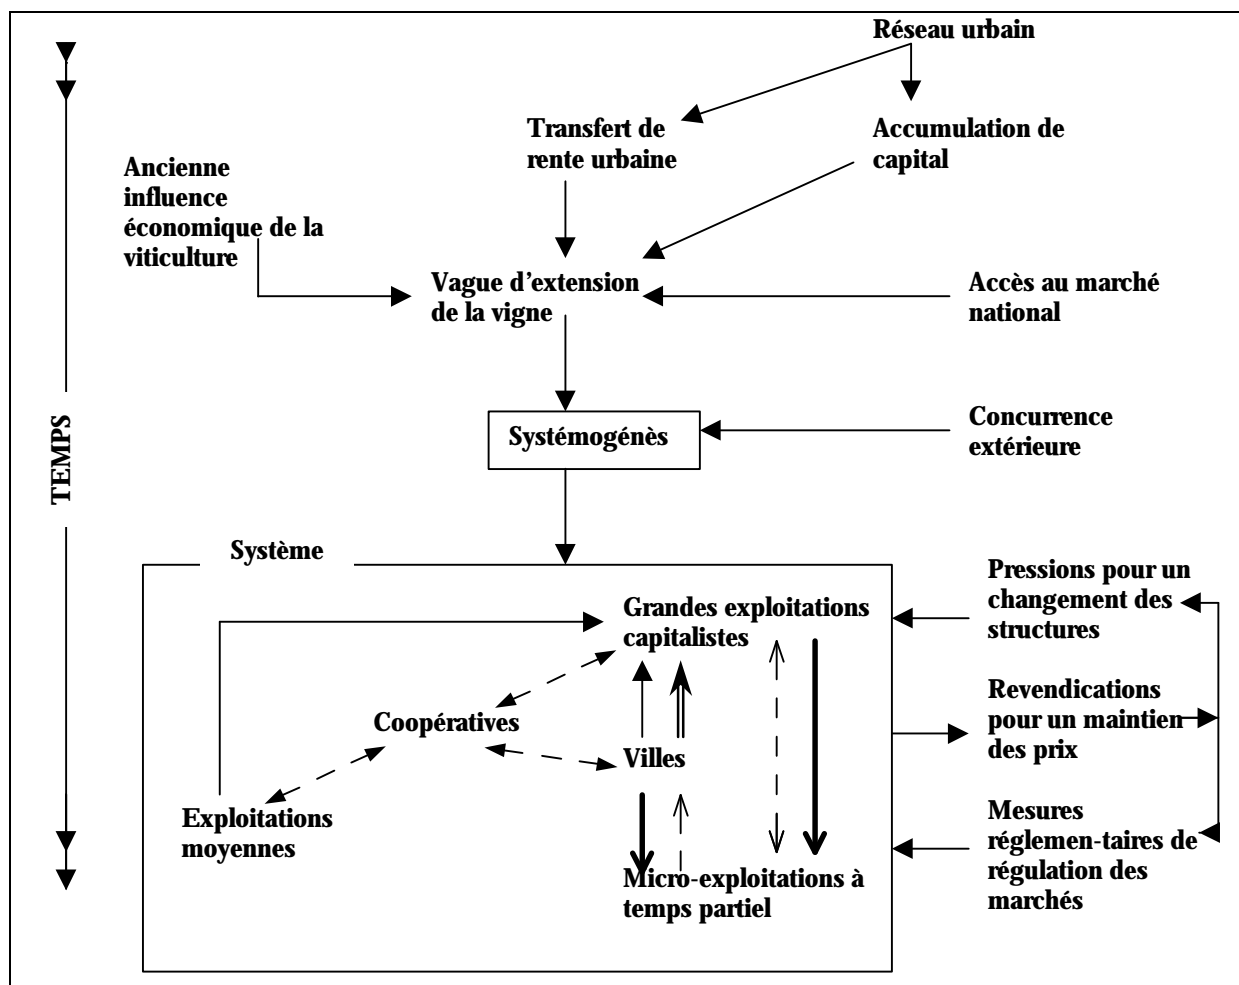 Réseau urbain
Transfert de
rente urbaine
Accumulation de
capital
Ancienne
influence
économique de la
viticulture
Vague d'extension
de la vigne
Accès au marché
national
TEMPS
Systémogénès
Concurrence
extérieure
Système
Grandes exploitations
capitalistes
Coopératives
Villes
Exploitations
moyennes
Micro-exploitations à
temps partiel
Pressions pour un
changement des
structures
Revendications
pour un maintien
des prix
Mesures
réglemen-taires de
régulation des
marchés